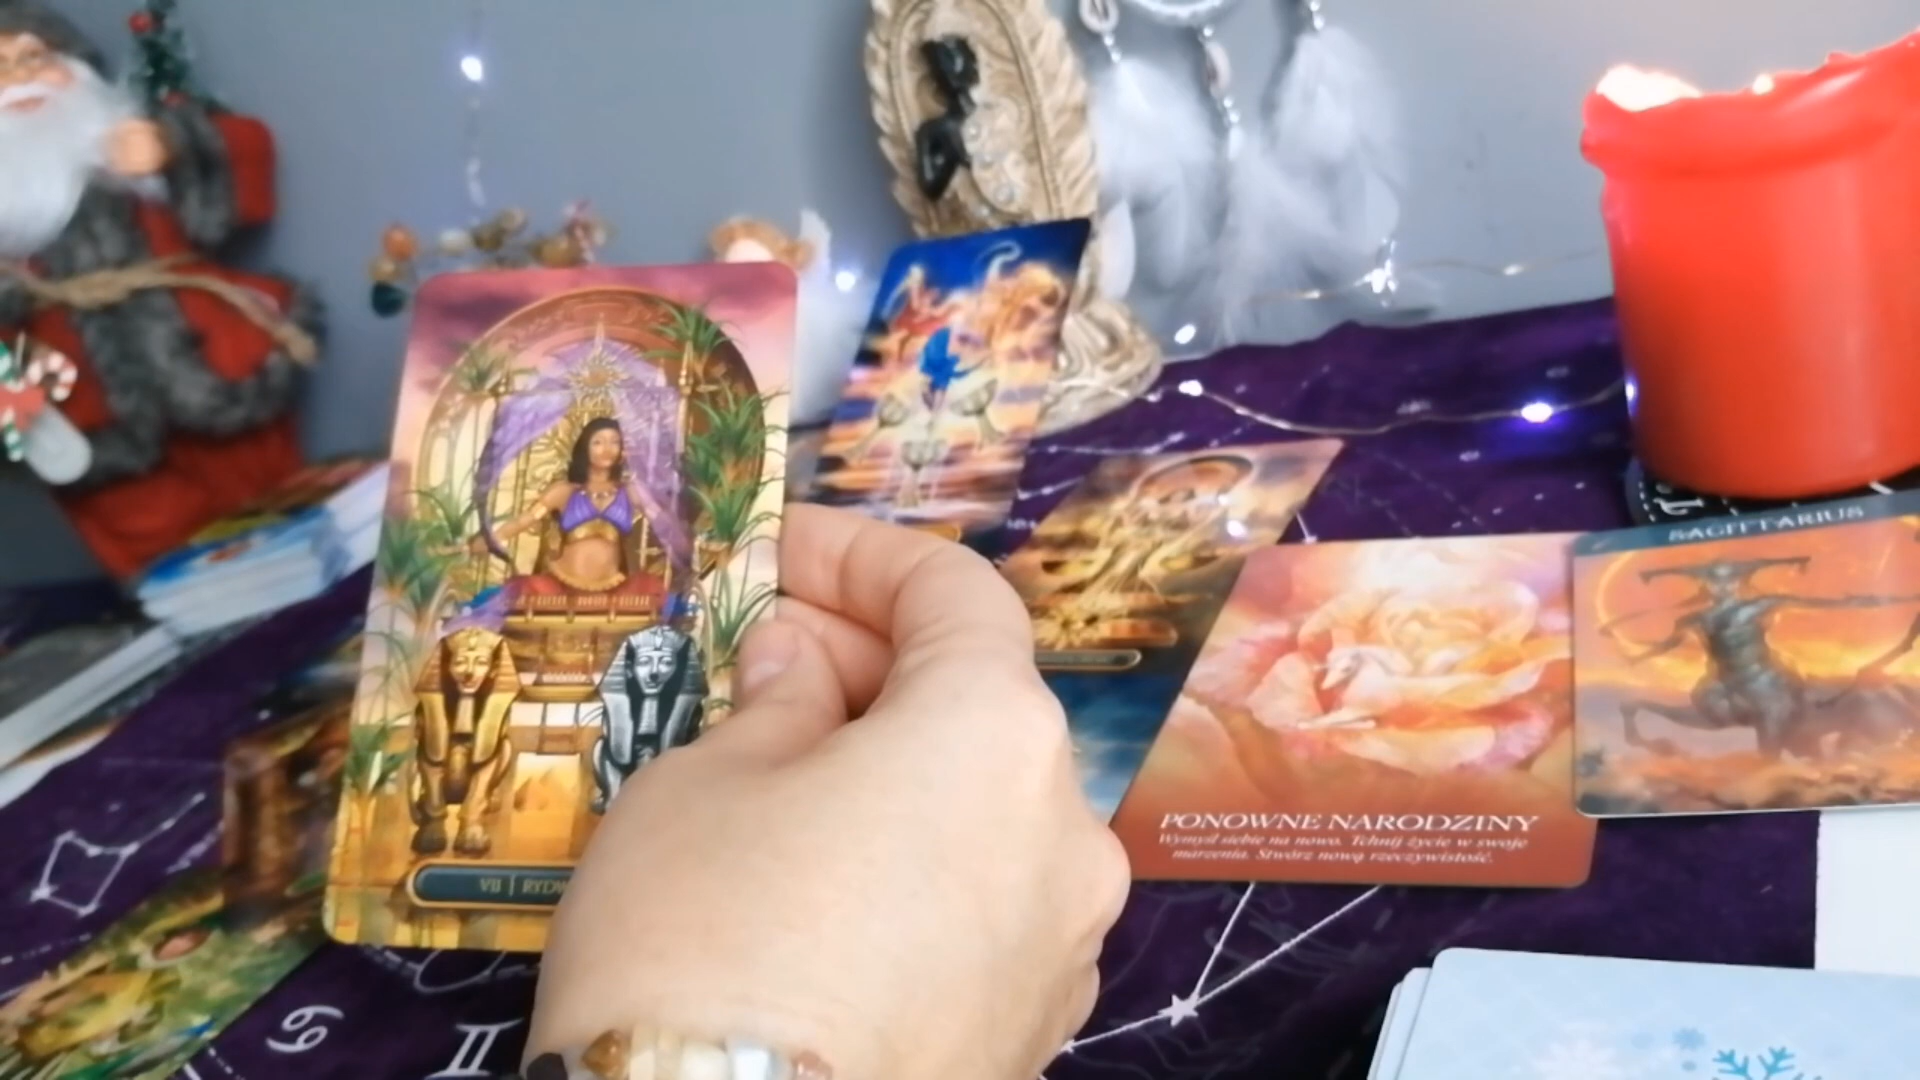 VII | RYDW
SAGITTARIUS
PONOWNE NARODZINY
Wymyśl siebie na nowo. Tchnij życie w swoje
marzenia. Stwórz nową rzeczywistość.